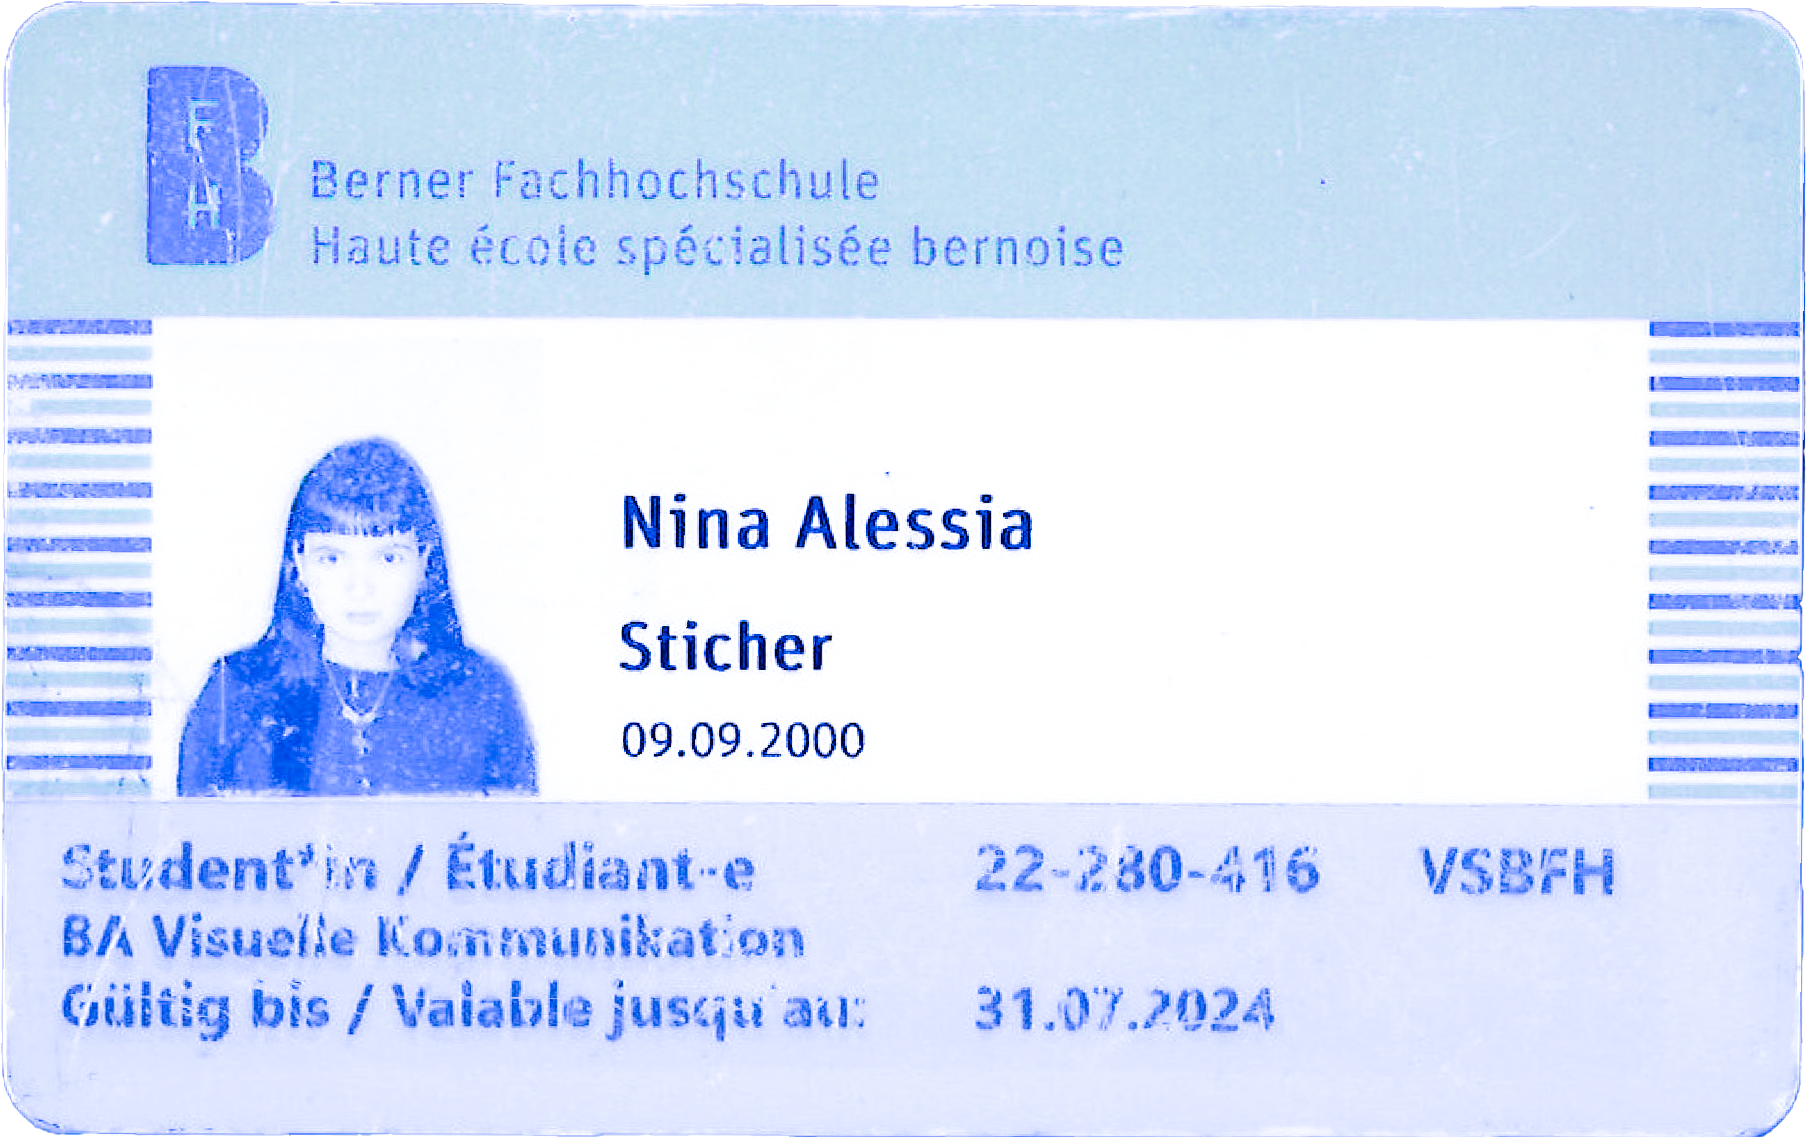 BFH
Berner Fachhochschule
Haute école spécialisée bernoise
Nina Alessia
Sticher
09.09.2000
Student*in / Étudiant·e 22-280-416 VSBFH
BA Visuelle Kommunikation
Gültig bis / Valable jusqu'au: 31.07.2024